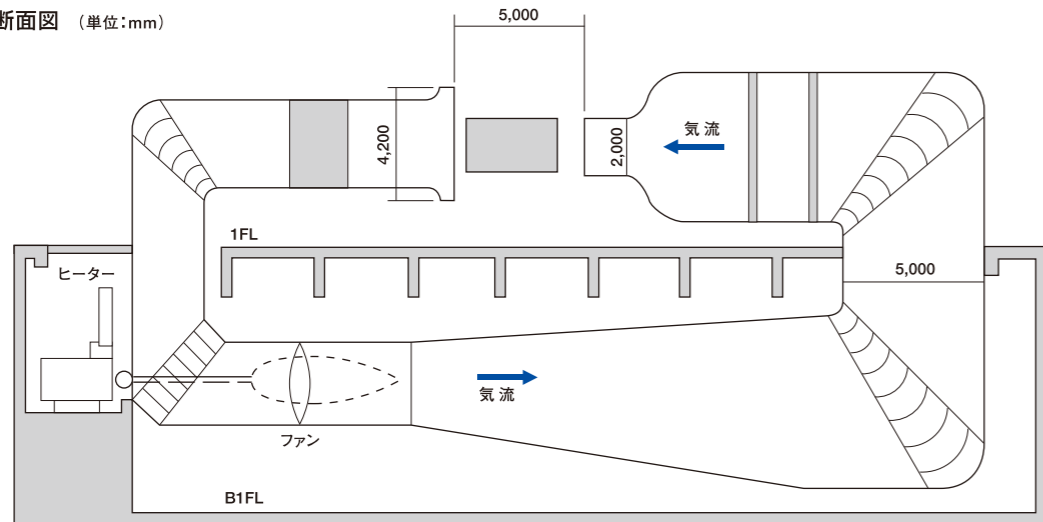 断面図 (単位:mm)
5,000
4,200
2,000
気流
1FL
ヒーター
5,000
気流
ファン
B1FL